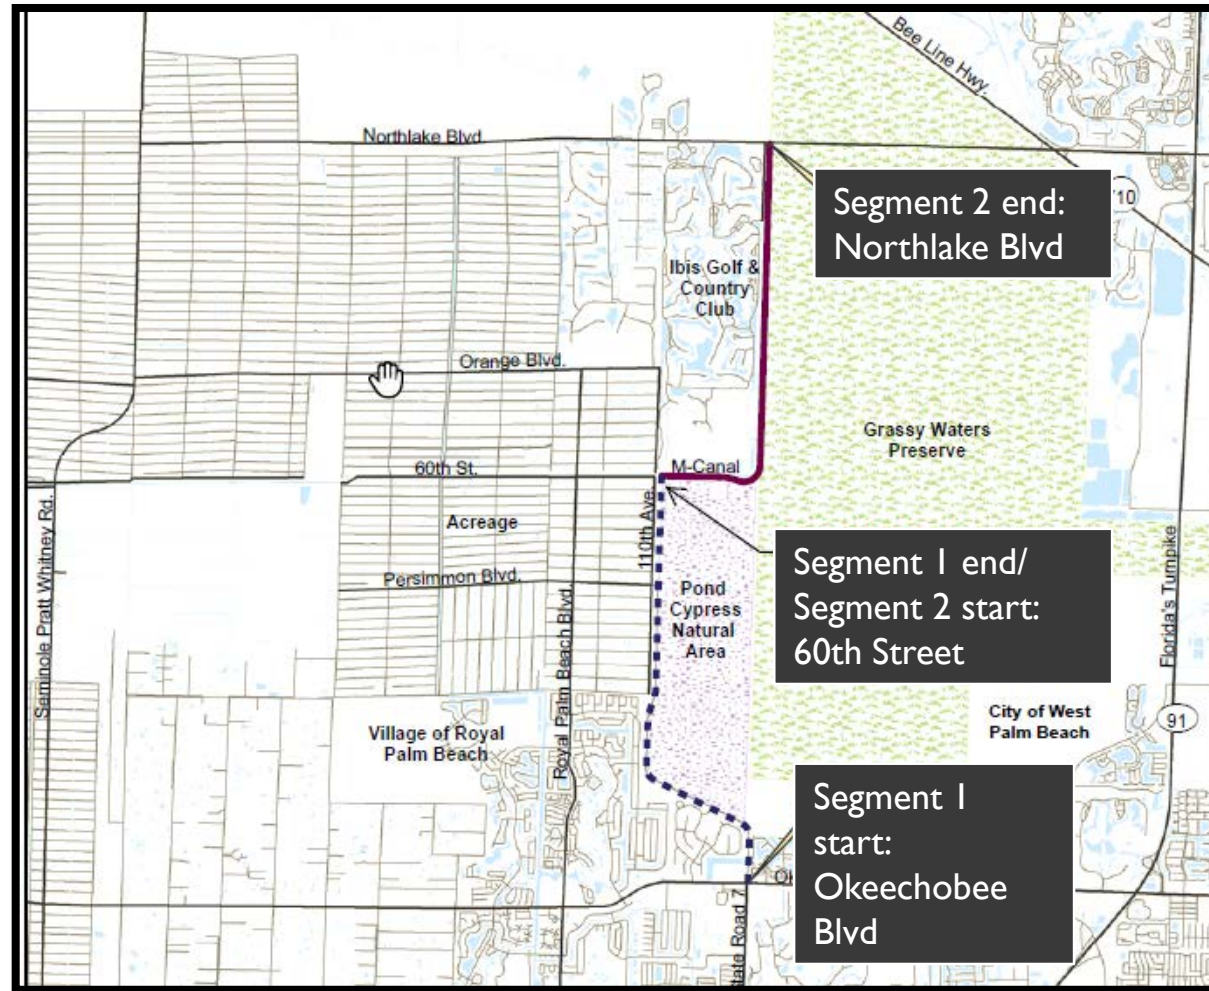 Bee Line Hwy.
Northlake Blvd.
Segment 2 end:
Northlake Blvd
10
Ibis Golf &
Country
Club
Orange Blvd.
Grassy Waters
Preserve
60th St.
M-Canal
Seminole Pratt Whitney Rd.
Acreage
110th Ave.
Segment 1 end/
Segment 2 start:
60th Street
Florida's Turnpike
Persimmon Blvd.
Pond
Cypress
Natural
Area
Royal Palm Beach Blvd.
Village of Royal
Palm Beach
City of West
Palm Beach
91
Segment 1
start:
Okeechobee
Blvd
State Road 7